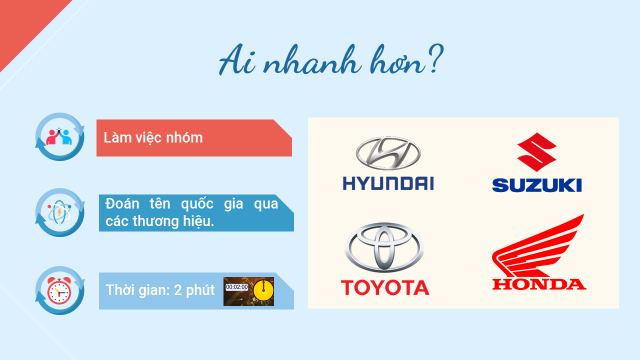 Ai nhanh hơn?
Làm việc nhóm
Đoán tên quốc gia qua
các thương hiệu.
Thời gian: 2 phút
00:02:00
HYUNDAI
SUZUKI
TOYOTA
HONDA